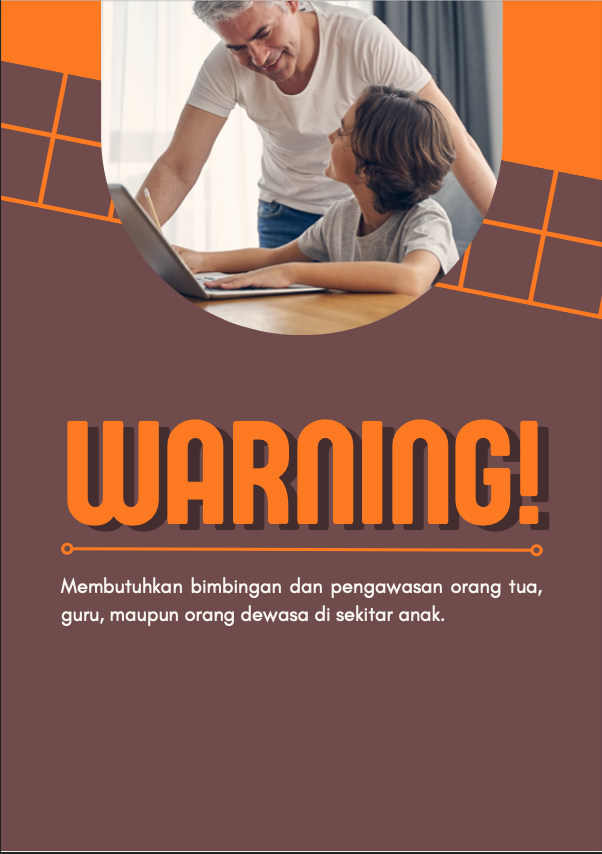 WARNING!
Membutuhkan bimbingan dan pengawasan orang tua,
guru, maupun orang dewasa di sekitar anak.